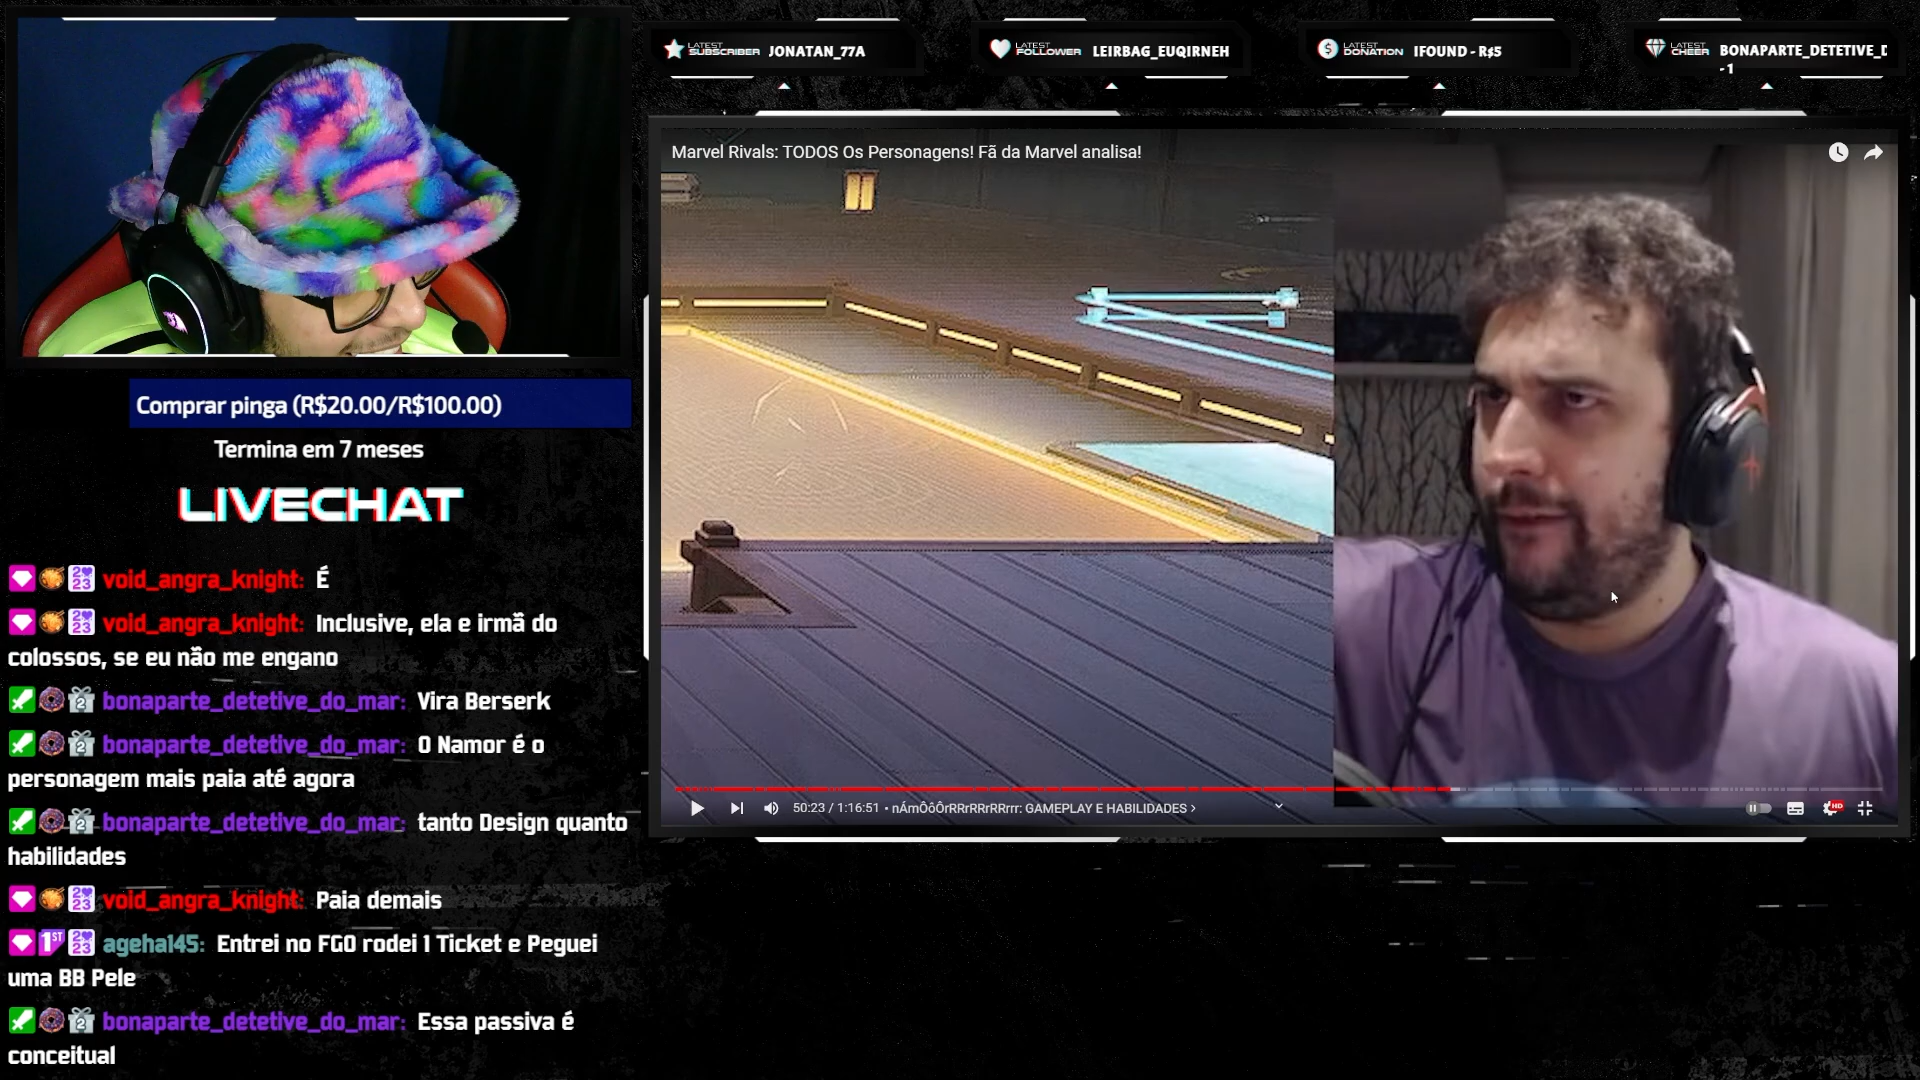 LATEST SUBSCRIBER JONATAN_77A
LATEST FOLLOWER LEIRBAG_EUQIRNEH
LATEST DONATION IFOUND - R$5
LATEST CHEER BONAPARTE_DETETIVE_D
- 1
Marvel Rivals: TODOS Os Personagens! Fã da Marvel analisa!
Comprar pinga (R$20.00/R$100.00)
Termina em 7 meses
LIVECHAT
void_angra_knight: É
void_angra_knight: Inclusive, ela e irmã do
colossos, se eu não me engano
bonaparte_detetive_do_mar: Vira Berserk
bonaparte_detetive_do_mar: O Namor é o
personagem mais paia até agora
bonaparte_detetive_do_mar: tanto Design quanto
habilidades
void_angra_knight: Paia demais
1ST ageha145: Entrei no FGO rodei 1 Ticket e Peguei
uma BB Pele
bonaparte_detetive_do_mar: Essa passiva é
conceitual
50:23 / 1:16:51 • nÁmÔôÔrRRrRRrRRrrr: GAMEPLAY E HABILIDADES ›
HD